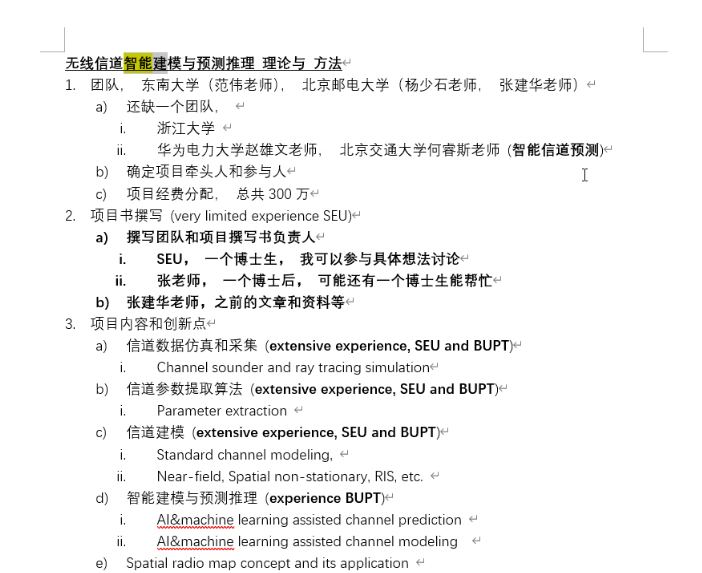 无线信道智能建模与预测推理 理论与 方法
1. 团队， 东南大学（范伟老师）， 北京邮电大学（杨少石老师， 张建华老师）
a) 还缺一个团队，
i. 浙江大学
ii. 华为电力大学赵雄文老师， 北京交通大学何睿斯老师 (智能信道预测)
b) 确定项目牵头人和参与人
c) 项目经费分配， 总共 300 万
2. 项目书撰写 (very limited experience SEU)
a) 撰写团队和项目撰写书负责人
i. SEU， 一个博士生， 我可以参与具体想法讨论
ii. 张老师， 一个博士后， 可能还有一个博士生能帮忙
b) 张建华老师，之前的文章和资料等
3. 项目内容和创新点
a) 信道数据仿真和采集 (extensive experience, SEU and BUPT)
i. Channel sounder and ray tracing simulation
b) 信道参数提取算法 (extensive experience, SEU and BUPT)
i. Parameter extraction
c) 信道建模 (extensive experience, SEU and BUPT)
i. Standard channel modeling,
ii. Near-field, Spatial non-stationary, RIS, etc.
d) 智能建模与预测推理 (experience BUPT)
i. AI&machine learning assisted channel prediction
ii. AI&machine learning assisted channel modeling
e) Spatial radio map concept and its application